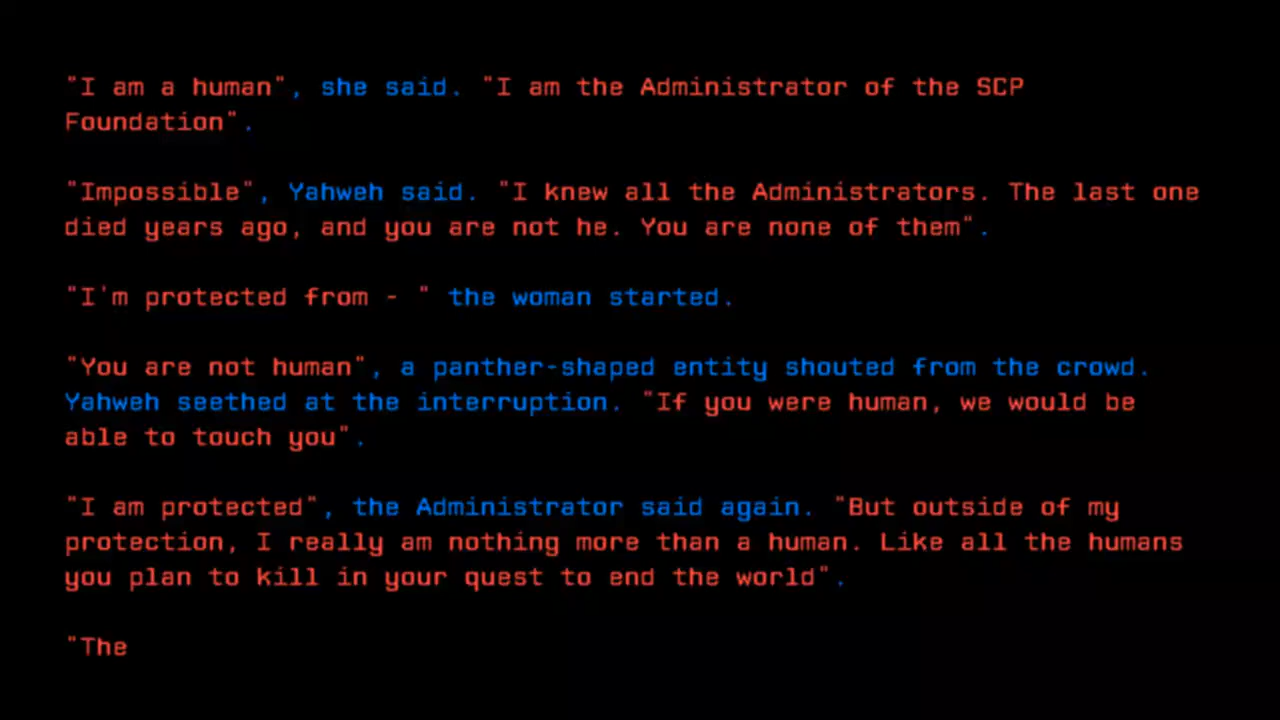 "I am a human", she said. "I am the Administrator of the SCP
Foundation".
"Impossible", Yahweh said. "I knew all the Administrators. The last one
died years ago, and you are not he. You are none of them".
"I'm protected from - " the woman started.
"You are not human", a panther-shaped entity shouted from the crowd.
Yahweh seethed at the interruption. "If you were human, we would be
able to touch you".
"I am protected", the Administrator said again. "But outside of my
protection, I really am nothing more than a human. Like all the humans
you plan to kill in your quest to end the world".
"The